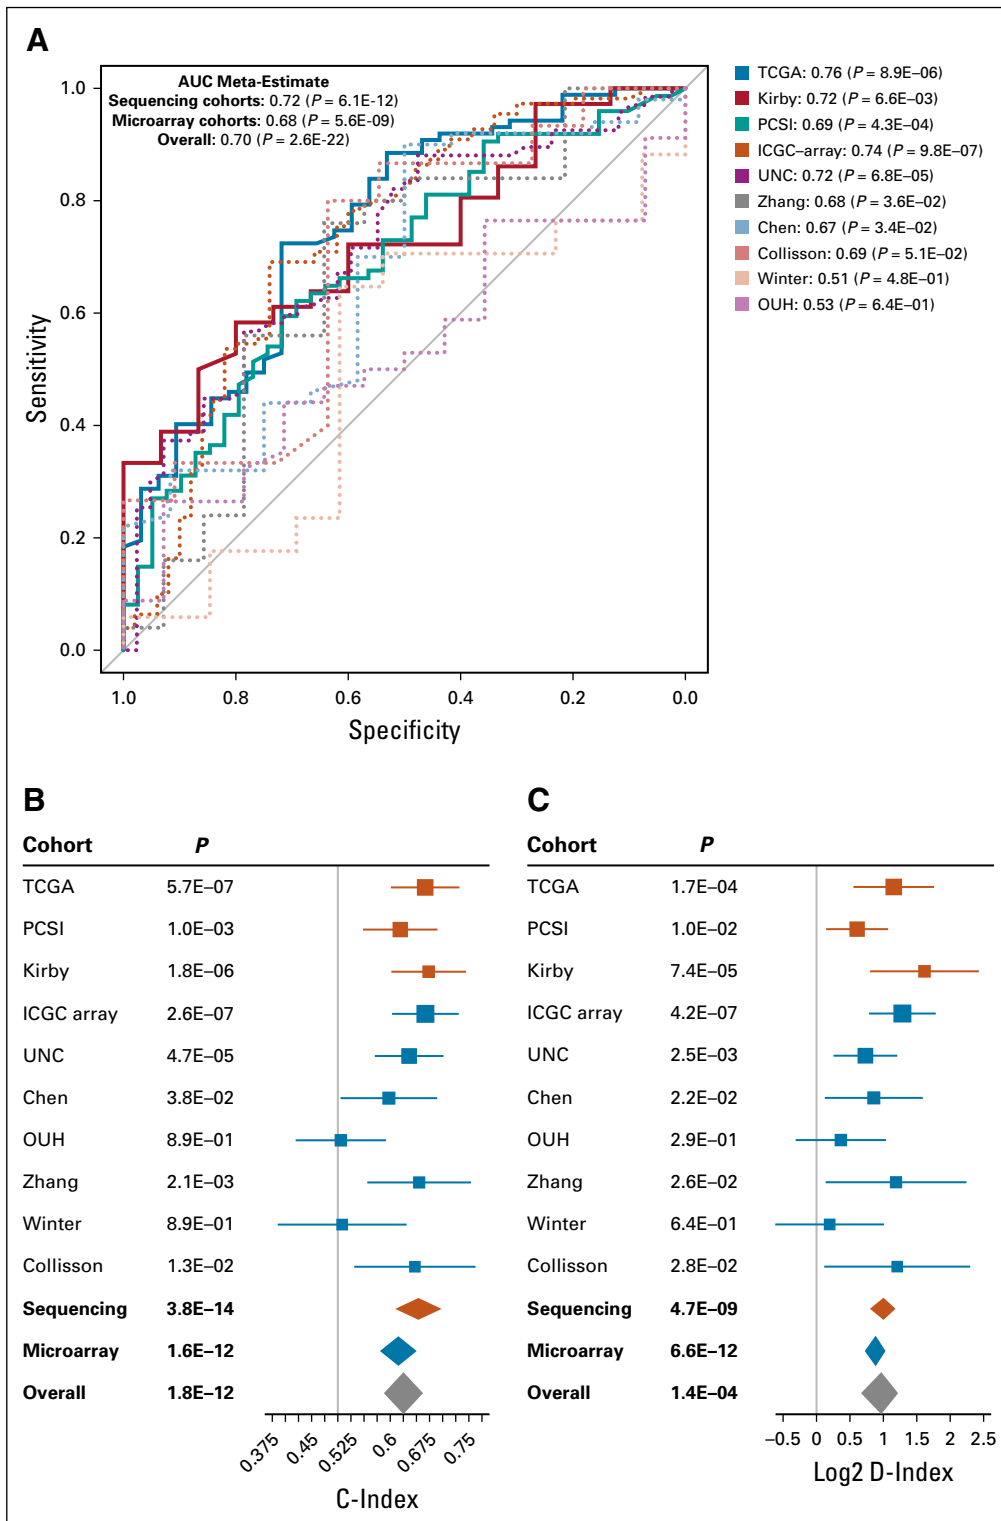 A
AUC Meta-Estimate
Sequencing cohorts: 0.72 (P = 6.1E-12)
Microarray cohorts: 0.68 (P = 5.6E-09)
Overall: 0.70 (P = 2.6E-22)
TCGA: 0.76 (P = 8.9E–06)
Kirby: 0.72 (P = 6.6E–03)
PCSI: 0.69 (P = 4.3E–04)
ICGC–array: 0.74 (P = 9.8E–07)
UNC: 0.72 (P = 6.8E–05)
Zhang: 0.68 (P = 3.6E–02)
Chen: 0.67 (P = 3.4E–02)
Collisson: 0.69 (P = 5.1E–02)
Winter: 0.51 (P = 4.8E–01)
OUH: 0.53 (P = 6.4E–01)
Sensitivity
1.0
0.8
0.6
0.4
0.2
0.0
1.0 0.8 0.6 0.4 0.2 0.0
Specificity
B
Cohort P
TCGA 5.7E–07
PCSI 1.0E–03
Kirby 1.8E–06
ICGC array 2.6E–07
UNC 4.7E–05
Chen 3.8E–02
OUH 8.9E–01
Zhang 2.1E–03
Winter 8.9E–01
Collisson 1.3E–02
Sequencing 3.8E–14
Microarray 1.6E–12
Overall 1.8E–12
0.375 0.45 0.525 0.6 0.675 0.75
C-Index
C
Cohort P
TCGA 1.7E–04
PCSI 1.0E–02
Kirby 7.4E–05
ICGC array 4.2E–07
UNC 2.5E–03
Chen 2.2E–02
OUH 2.9E–01
Zhang 2.6E–02
Winter 6.4E–01
Collisson 2.8E–02
Sequencing 4.7E–09
Microarray 6.6E–12
Overall 1.4E–04
–0.5 0 0.5 1 1.5 2 2.5
Log2 D-Index